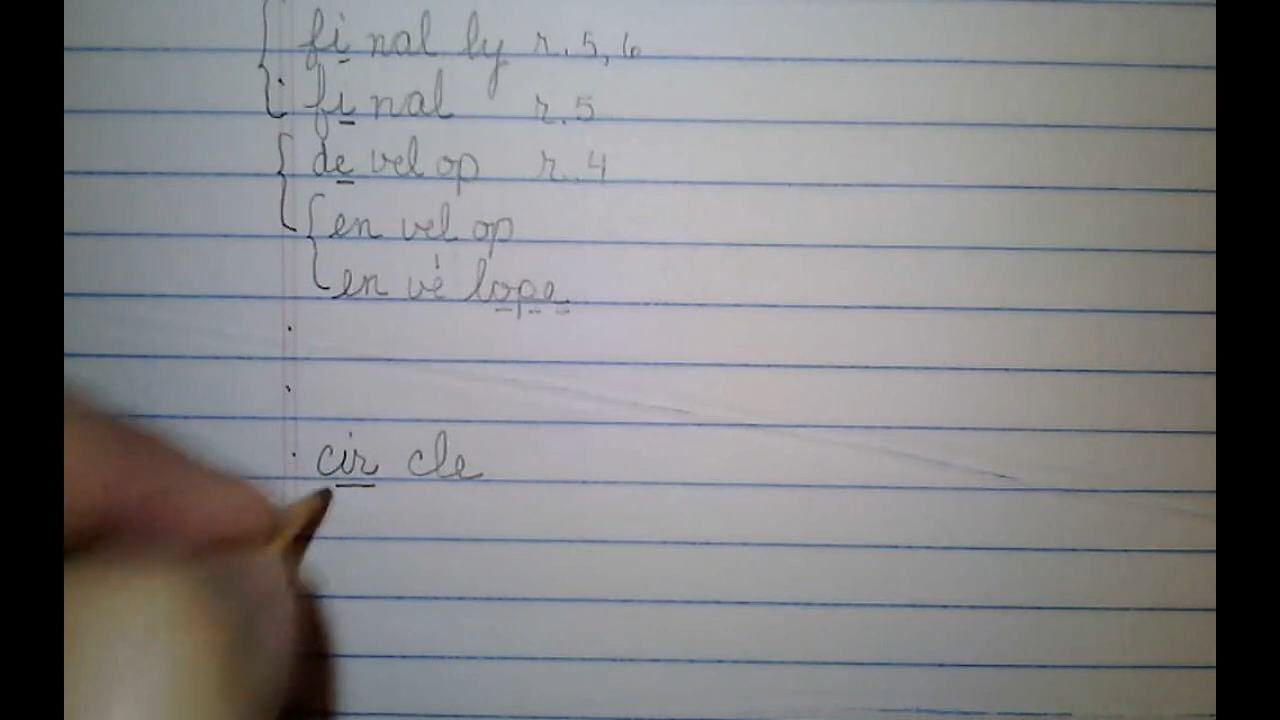 fi nal ly r. 5, 6
fi nal r. 5
de vel op r. 4
en vel op
en ve lope
cir cle